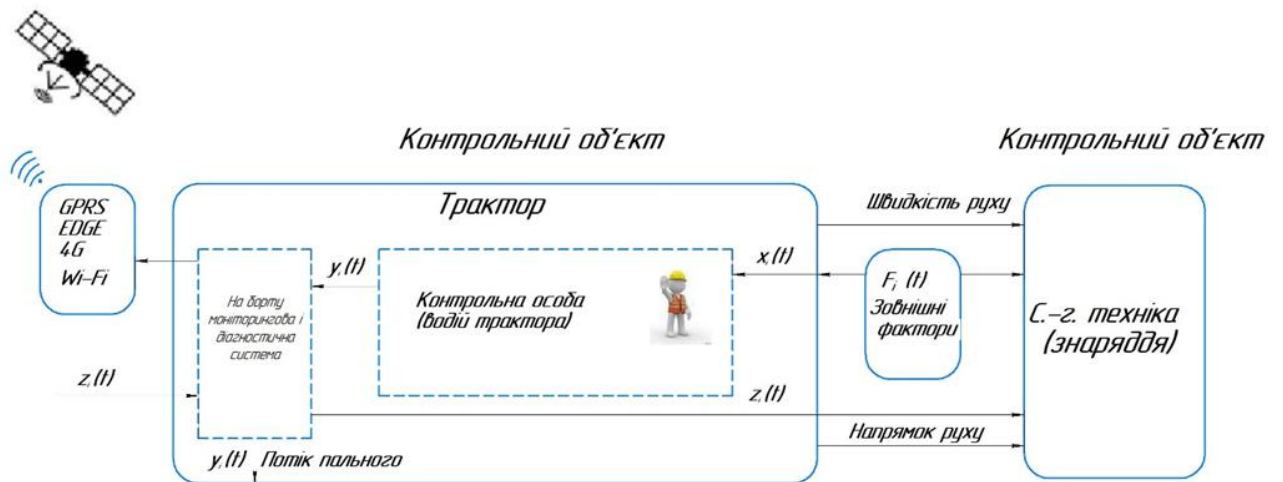 Контрольний об'єкт
Контрольний об'єкт
GPRS
EDGE
4G
Wi-Fi
Трактор
Швидкість руху
y,(t)
x,(t)
F, (t)
Зовнішні
фактори
На борту
моніторингова і
діагностична
система
Контрольна особа
(водій трактора)
С.-г. техніка
(знаряддя)
z,(t)
z,(t)
Напрямок руху
y,(t) Потік пального